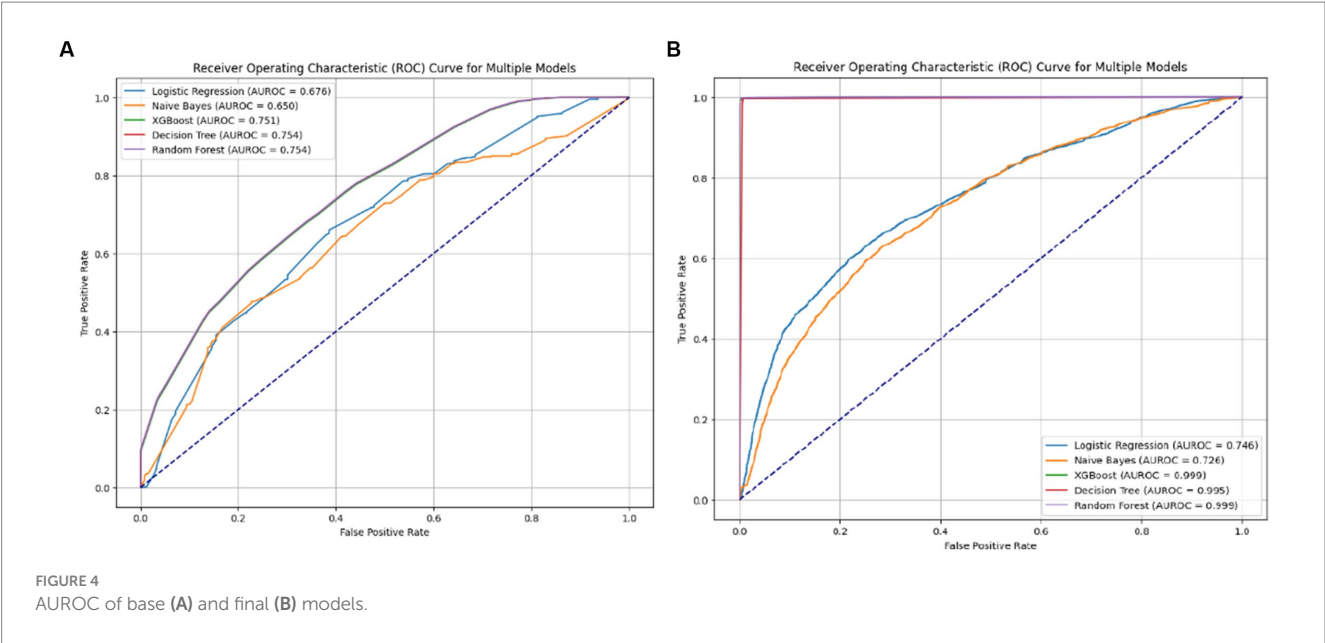 A
Receiver Operating Characteristic (ROC) Curve for Multiple Models
Logistic Regression (AUROC = 0.676)
Naive Bayes (AUROC = 0.650)
XGBoost (AUROC = 0.751)
Decision Tree (AUROC = 0.754)
Random Forest (AUROC = 0.754)
1.0
0.8
0.6
0.4
0.2
0.0
True Positive Rate
0.0 0.2 0.4 0.6 0.8 1.0
False Positive Rate
B
Receiver Operating Characteristic (ROC) Curve for Multiple Models
1.0
0.8
0.6
0.4
0.2
0.0
True Positive Rate
Logistic Regression (AUROC = 0.746)
Naive Bayes (AUROC = 0.726)
XGBoost (AUROC = 0.999)
Decision Tree (AUROC = 0.995)
Random Forest (AUROC = 0.999)
0.0 0.2 0.4 0.6 0.8 1.0
False Positive Rate
FIGURE 4
AUROC of base (A) and final (B) models.